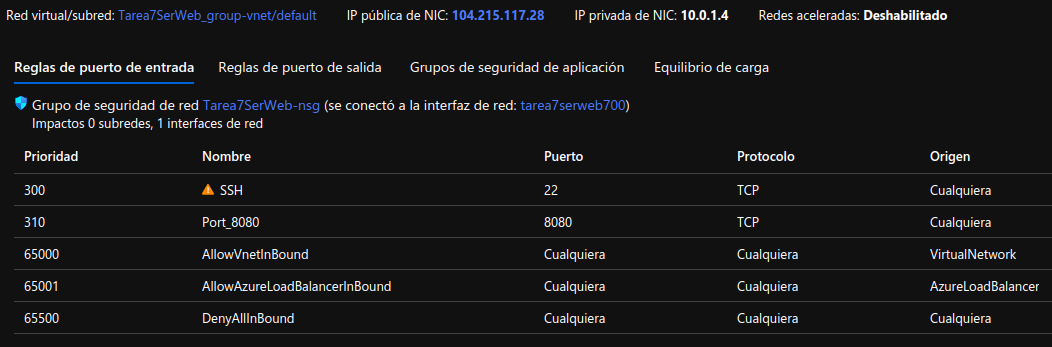 Red virtual/subred: Tarea7SerWeb_group-vnet/default IP pública de NIC: 104.215.117.28 IP privada de NIC: 10.0.1.4 Redes aceleradas: Deshabilitado
Reglas de puerto de entrada Reglas de puerto de salida Grupos de seguridad de aplicación Equilibrio de carga
Grupo de seguridad de red Tarea7SerWeb-nsg (se conectó a la interfaz de red: tarea7serweb700)
Impactos 0 subredes, 1 interfaces de red
Prioridad Nombre Puerto Protocolo Origen
300 SSH 22 TCP Cualquiera
310 Port_8080 8080 TCP Cualquiera
65000 AllowVnetInBound Cualquiera Cualquiera VirtualNetwork
65001 AllowAzureLoadBalancerInBound Cualquiera Cualquiera AzureLoadBalancer
65500 DenyAllInBound Cualquiera Cualquiera Cualquiera